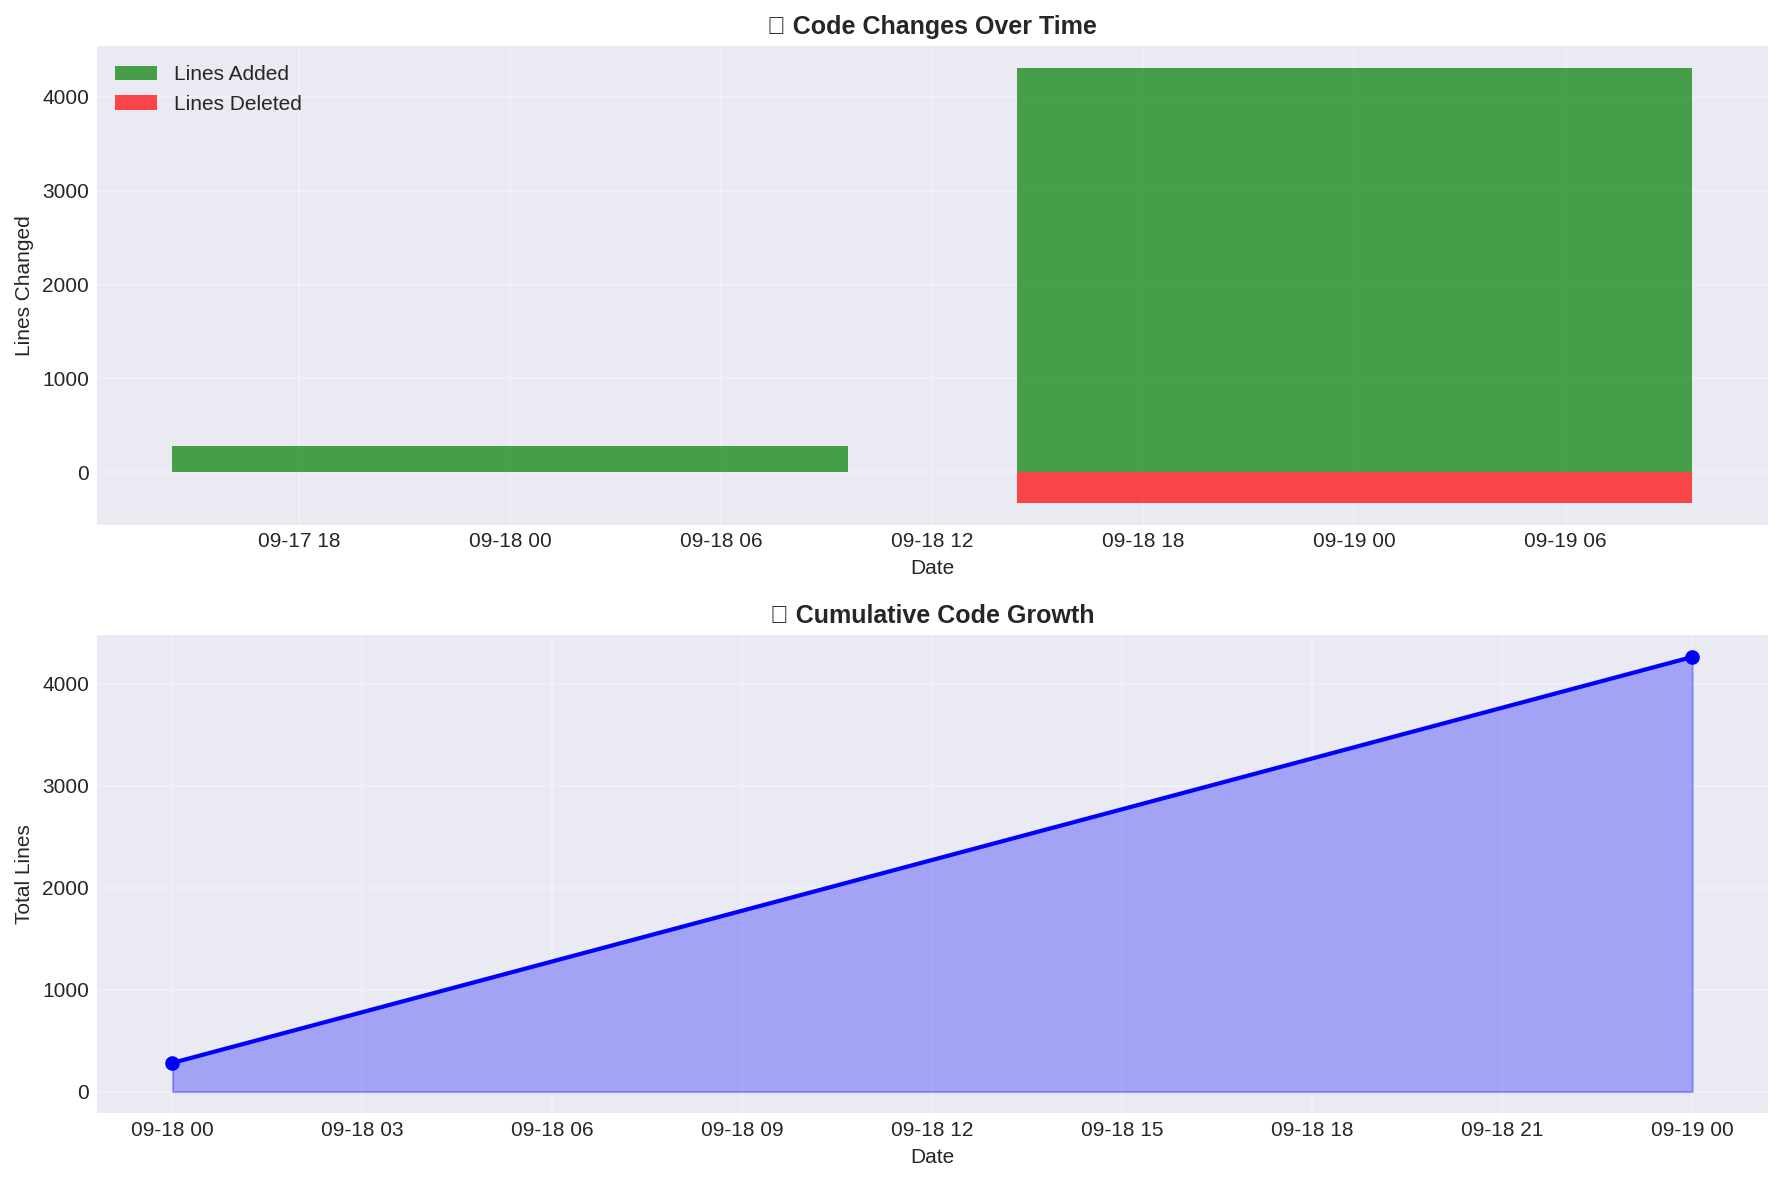 ▯ Code Changes Over Time
Lines Added
Lines Deleted
4000
3000
2000
1000
0
Lines Changed
09-17 18 09-18 00 09-18 06 09-18 12 09-18 18 09-19 00 09-19 06
Date
▯ Cumulative Code Growth
4000
3000
2000
1000
0
Total Lines
09-18 00 09-18 03 09-18 06 09-18 09 09-18 12 09-18 15 09-18 18 09-18 21 09-19 00
Date